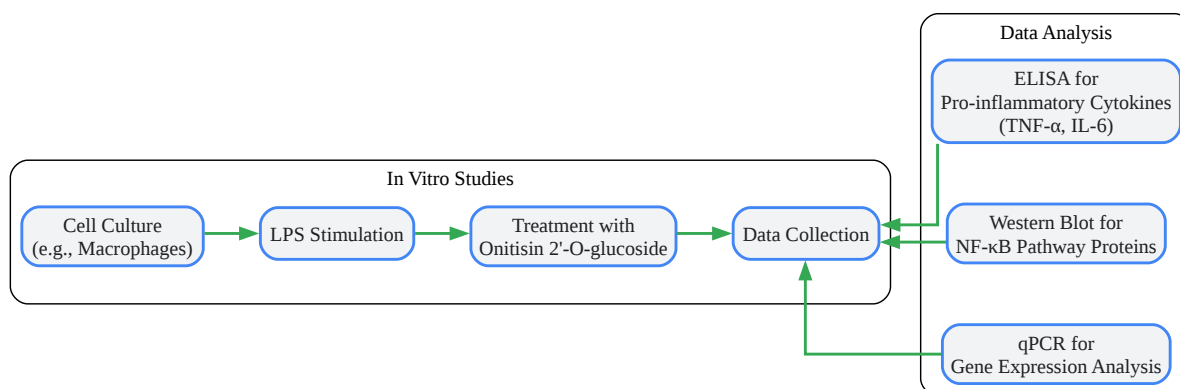 Data Analysis
ELISA for
Pro-inflammatory Cytokines
(TNF-α, IL-6)
In Vitro Studies
Cell Culture
(e.g., Macrophages)
LPS Stimulation
Treatment with
Onitisin 2'-O-glucoside
Data Collection
Western Blot for
NF-κB Pathway Proteins
qPCR for
Gene Expression Analysis